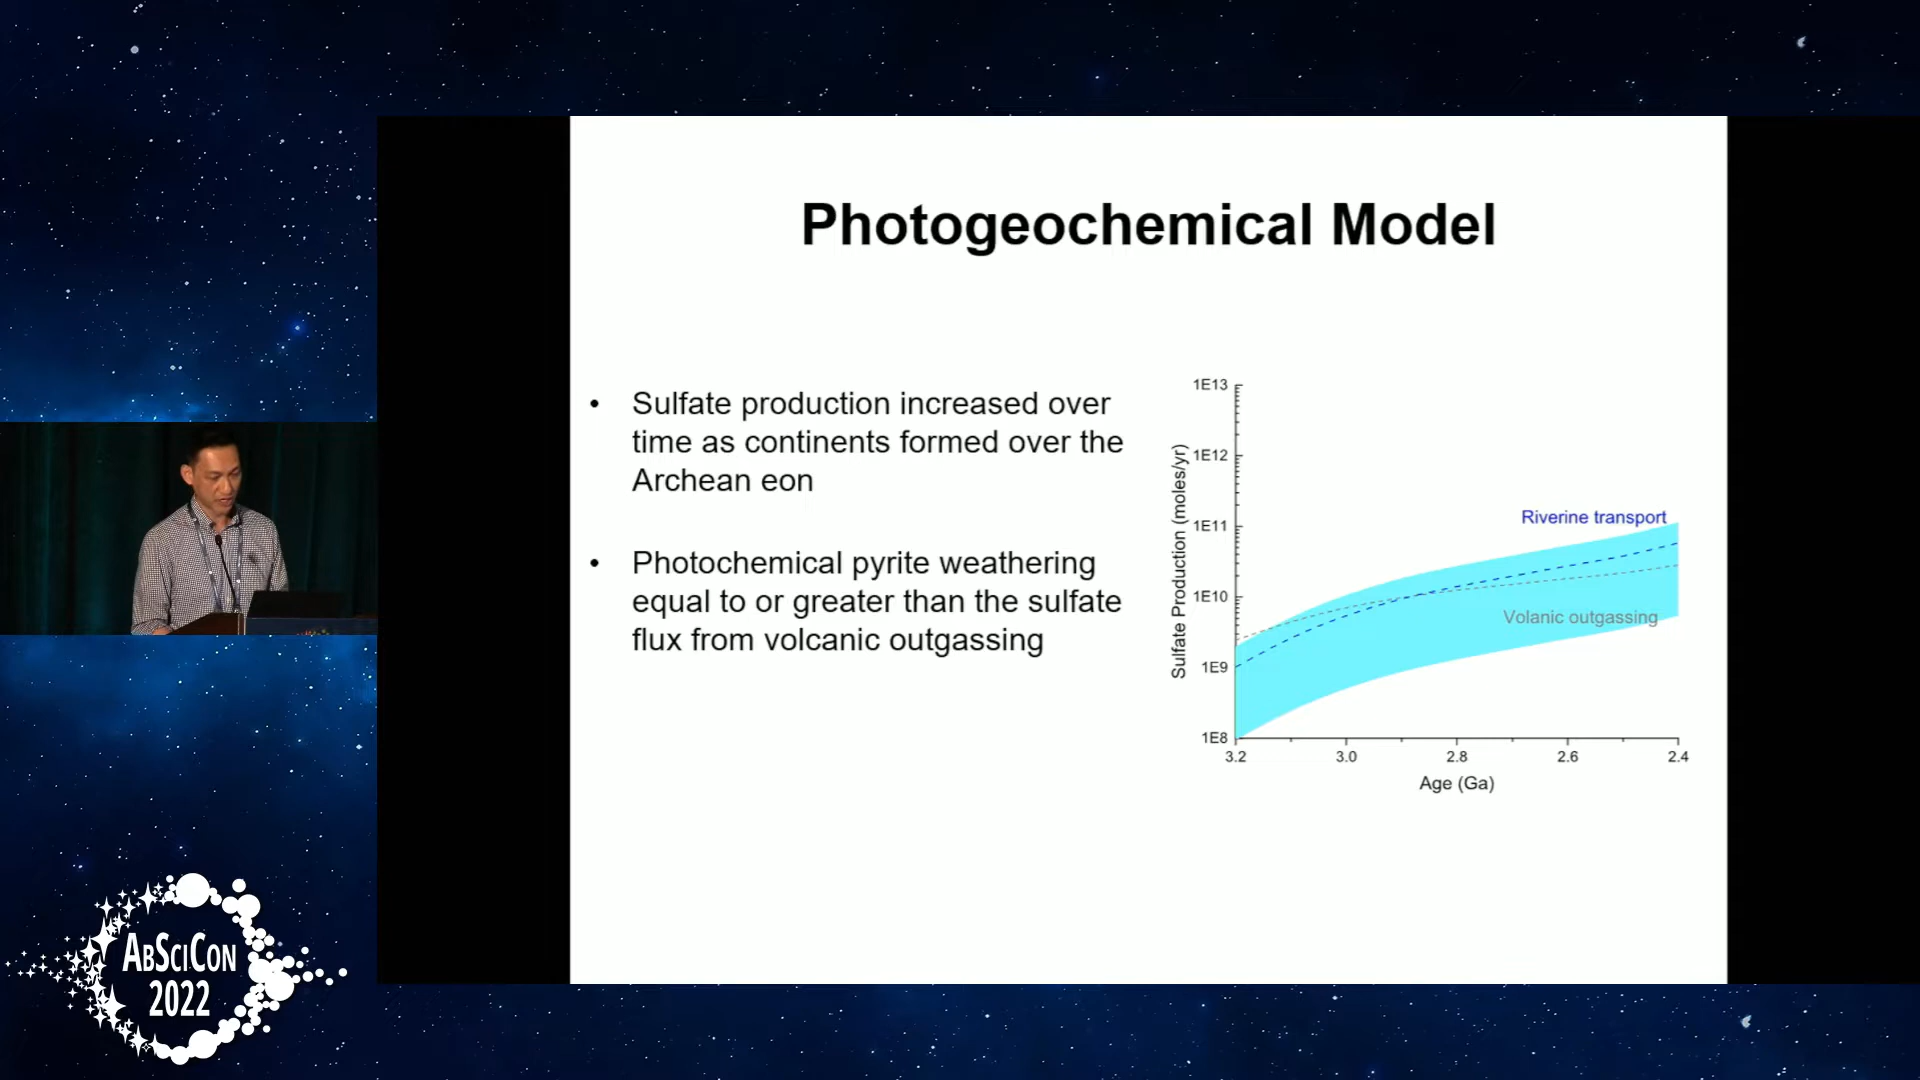 Photogeochemical Model
• Sulfate production increased over
time as continents formed over the
Archean eon
• Photochemical pyrite weathering
equal to or greater than the sulfate
flux from volcanic outgassing
Sulfate Production (moles/yr)
1E13
1E12
1E11
1E10
1E9
1E8
Riverine transport
Volanic outgassing
3.2 3.0 2.8 2.6 2.4
Age (Ga)
ABSCICON
2022